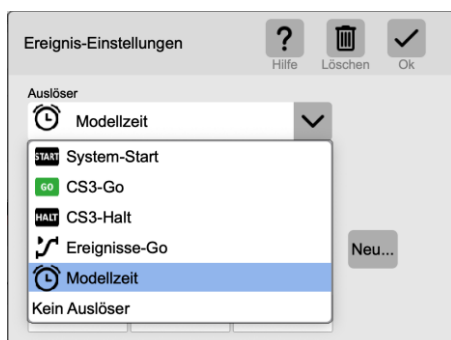 Ereignis-Einstellungen
?
Hilfe
Löschen
Ok
Auslöser
Modellzeit
START System-Start
GO CS3-Go
HALT CS3-Halt
Ereignisse-Go
Neu...
Modellzeit
Kein Auslöser